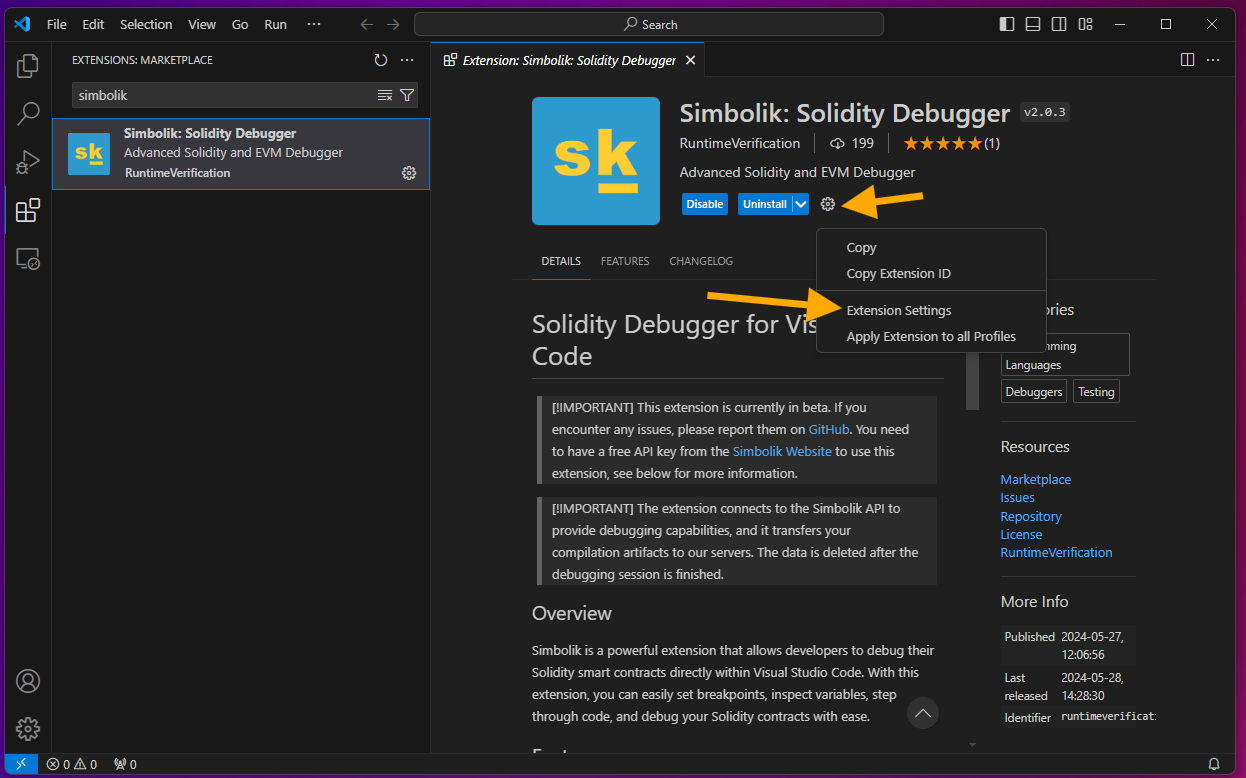 File Edit Selection View Go Run ···
Search
EXTENSIONS: MARKETPLACE
simbolik
sk
Simbolik: Solidity Debugger
Advanced Solidity and EVM Debugger
RuntimeVerification
Extension: Simbolik: Solidity Debugger
sk
Simbolik: Solidity Debugger v2.0.3
RuntimeVerification 199 (1)
Advanced Solidity and EVM Debugger
Disable Uninstall
Copy
Copy Extension ID
Extension Settings
Apply Extension to all Profiles
DETAILS FEATURES CHANGELOG
Solidity Debugger for Vis
Code
[!IMPORTANT] This extension is currently in beta. If you
encounter any issues, please report them on GitHub. You need
to have a free API key from the Simbolik Website to use this
extension, see below for more information.
[!IMPORTANT] The extension connects to the Simbolik API to
provide debugging capabilities, and it transfers your
compilation artifacts to our servers. The data is deleted after the
debugging session is finished.
Overview
Simbolik is a powerful extension that allows developers to debug their
Solidity smart contracts directly within Visual Studio Code. With this
extension, you can easily set breakpoints, inspect variables, step
through code, and debug your Solidity contracts with ease.
ories
ming
Languages
Debuggers Testing
Resources
Marketplace
Issues
Repository
License
RuntimeVerification
More Info
Published 2024-05-27,
12:06:56
Last 2024-05-28,
released 14:28:30
Identifier runtimeverificati
0 0 0